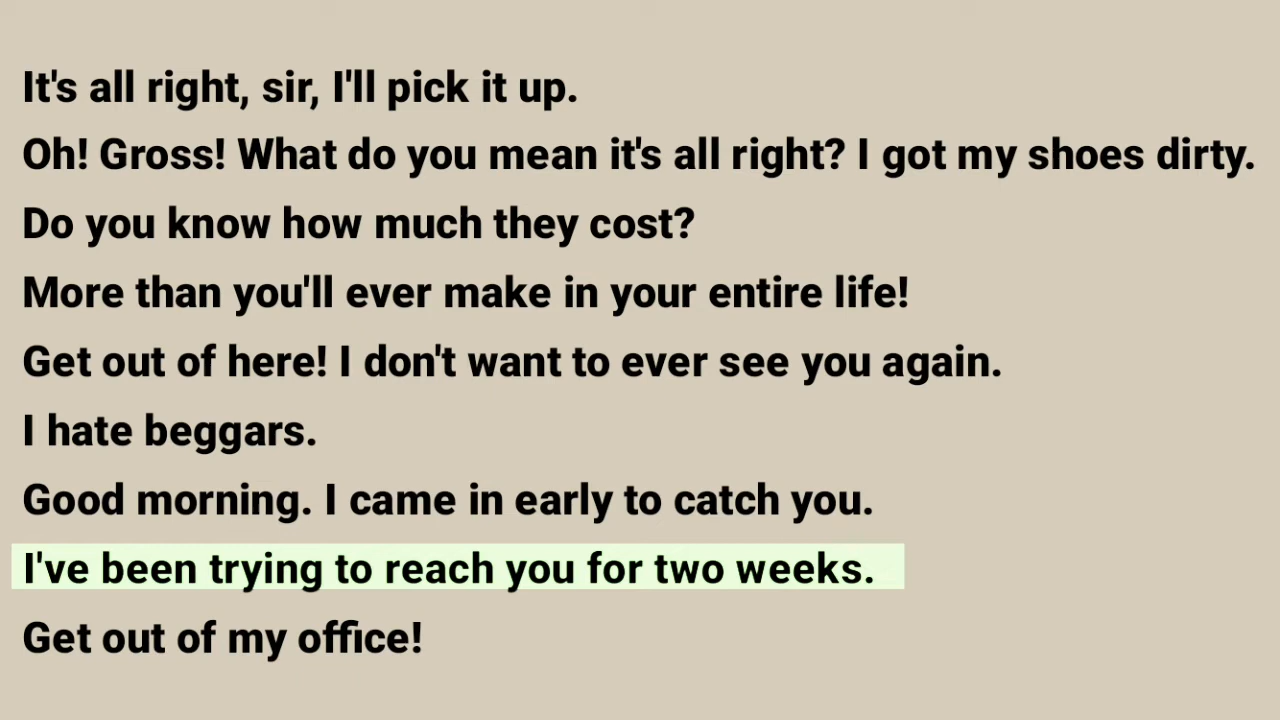 It's all right, sir, I'll pick it up.
Oh! Gross! What do you mean it's all right? I got my shoes dirty.
Do you know how much they cost?
More than you'll ever make in your entire life!
Get out of here! I don't want to ever see you again.
I hate beggars.
Good morning. I came in early to catch you.
I've been trying to reach you for two weeks.
Get out of my office!